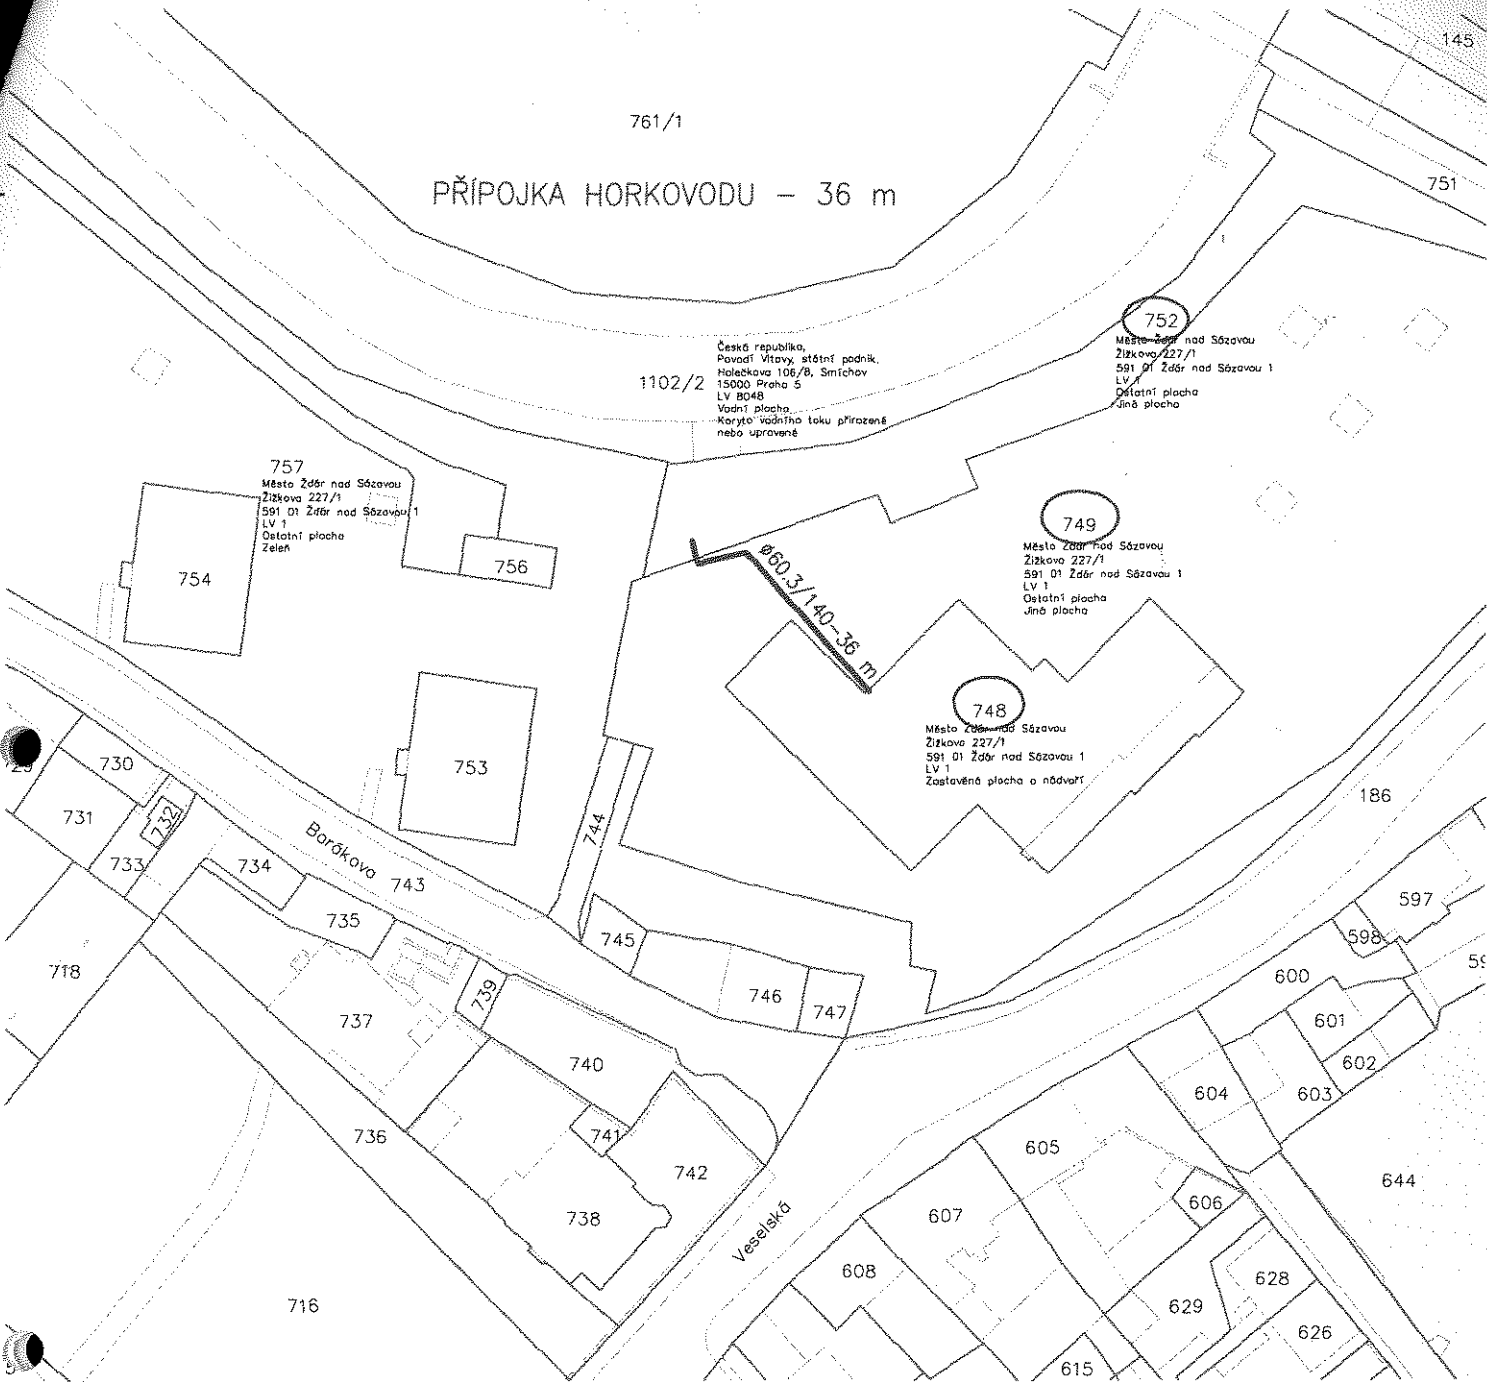 145
761/1
751
PŘÍPOJKA HORKOVODU – 36 m
752
Město Žďár nad Sázavou
Žižkova 227/1
591 01 Žďár nad Sázavou 1
LV 1
Ostatní plocha
Jiná plocha
1102/2
Česká republika,
Povodí Vltavy, státní podnik,
Holečkova 106/8, Smíchov
15000 Praha 5
LV 8048
Vodní plocha
Koryto vodního toku přirozené
nebo upravené
757
Město Žďár nad Sázavou
Žižkova 227/1
591 01 Žďár nad Sázavou 1
LV 1
Ostatní plocha
Zeleň
749
Město Žďár nad Sázavou
Žižkova 227/1
591 01 Žďár nad Sázavou 1
LV 1
Ostatní plocha
Jiná plocha
754
756
ø60.3/140–36 m
748
Město Žďár nad Sázavou
Žižkova 227/1
591 01 Žďár nad Sázavou 1
LV 1
Zastavěná plocha a nádvoří
753
729
730
731
732
733
744
186
734
Barákova
743
735
745
597
598
718
739
746
747
600
737
601
740
602
604
603
736
741
605
742
644
738
607
606
Veselská
608
628
716
629
626
615